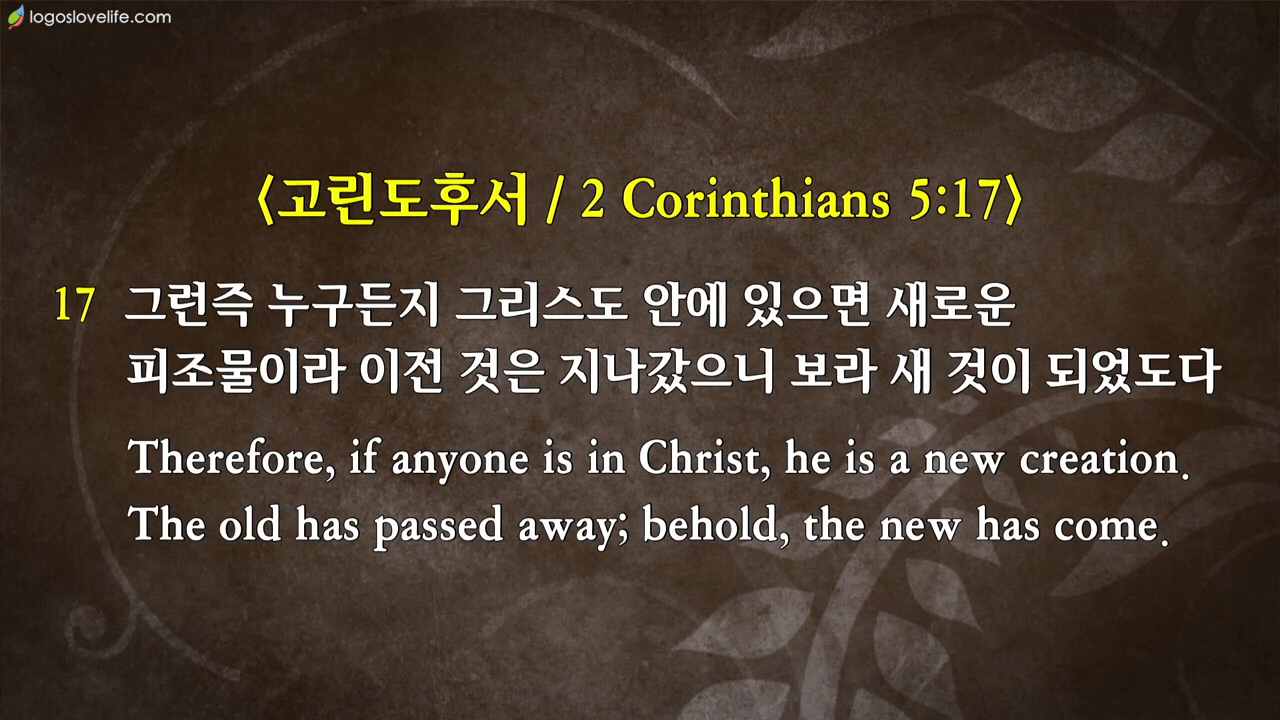 logoslovelife.com
<고린도후서 / 2 Corinthians 5:17>
17 그런즉 누구든지 그리스도 안에 있으면 새로운
피조물이라 이전 것은 지나갔으니 보라 새 것이 되었도다
Therefore, if anyone is in Christ, he is a new creation.
The old has passed away; behold, the new has come.